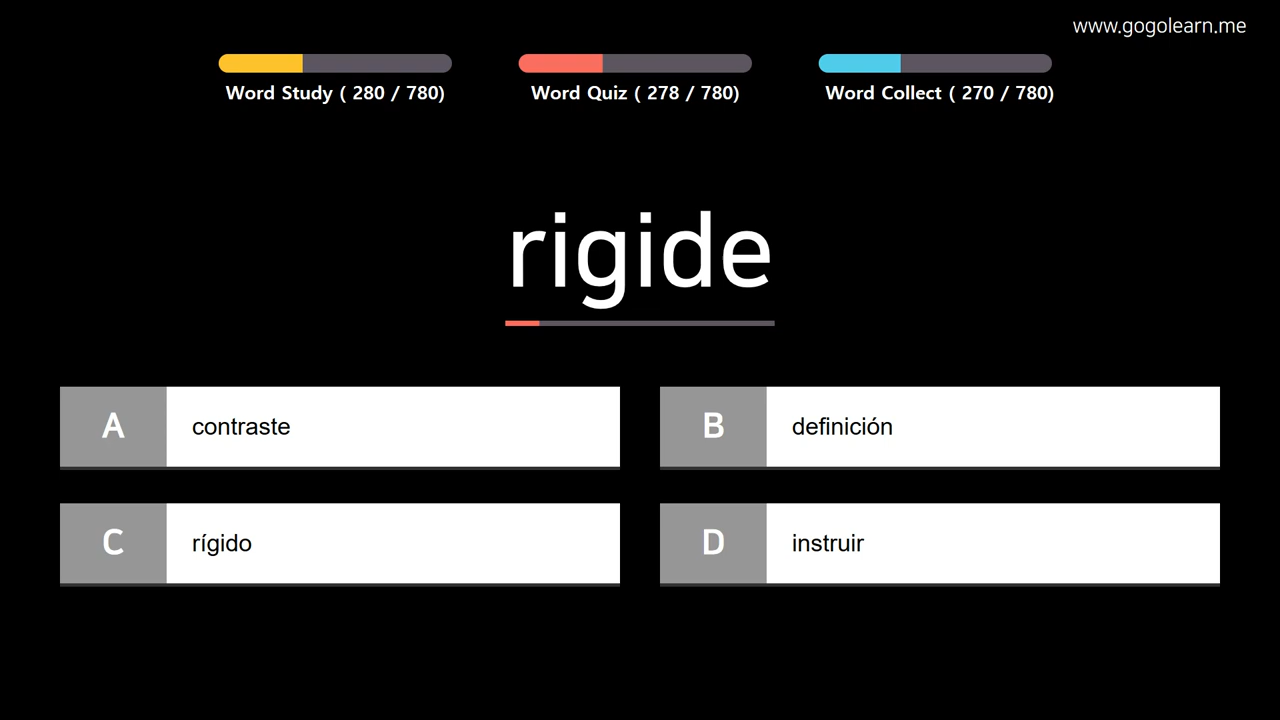 www.gogolearn.me
Word Study ( 280 / 780)
Word Quiz ( 278 / 780)
Word Collect ( 270 / 780)
rigide
A contraste
B definición
C rígido
D instruir